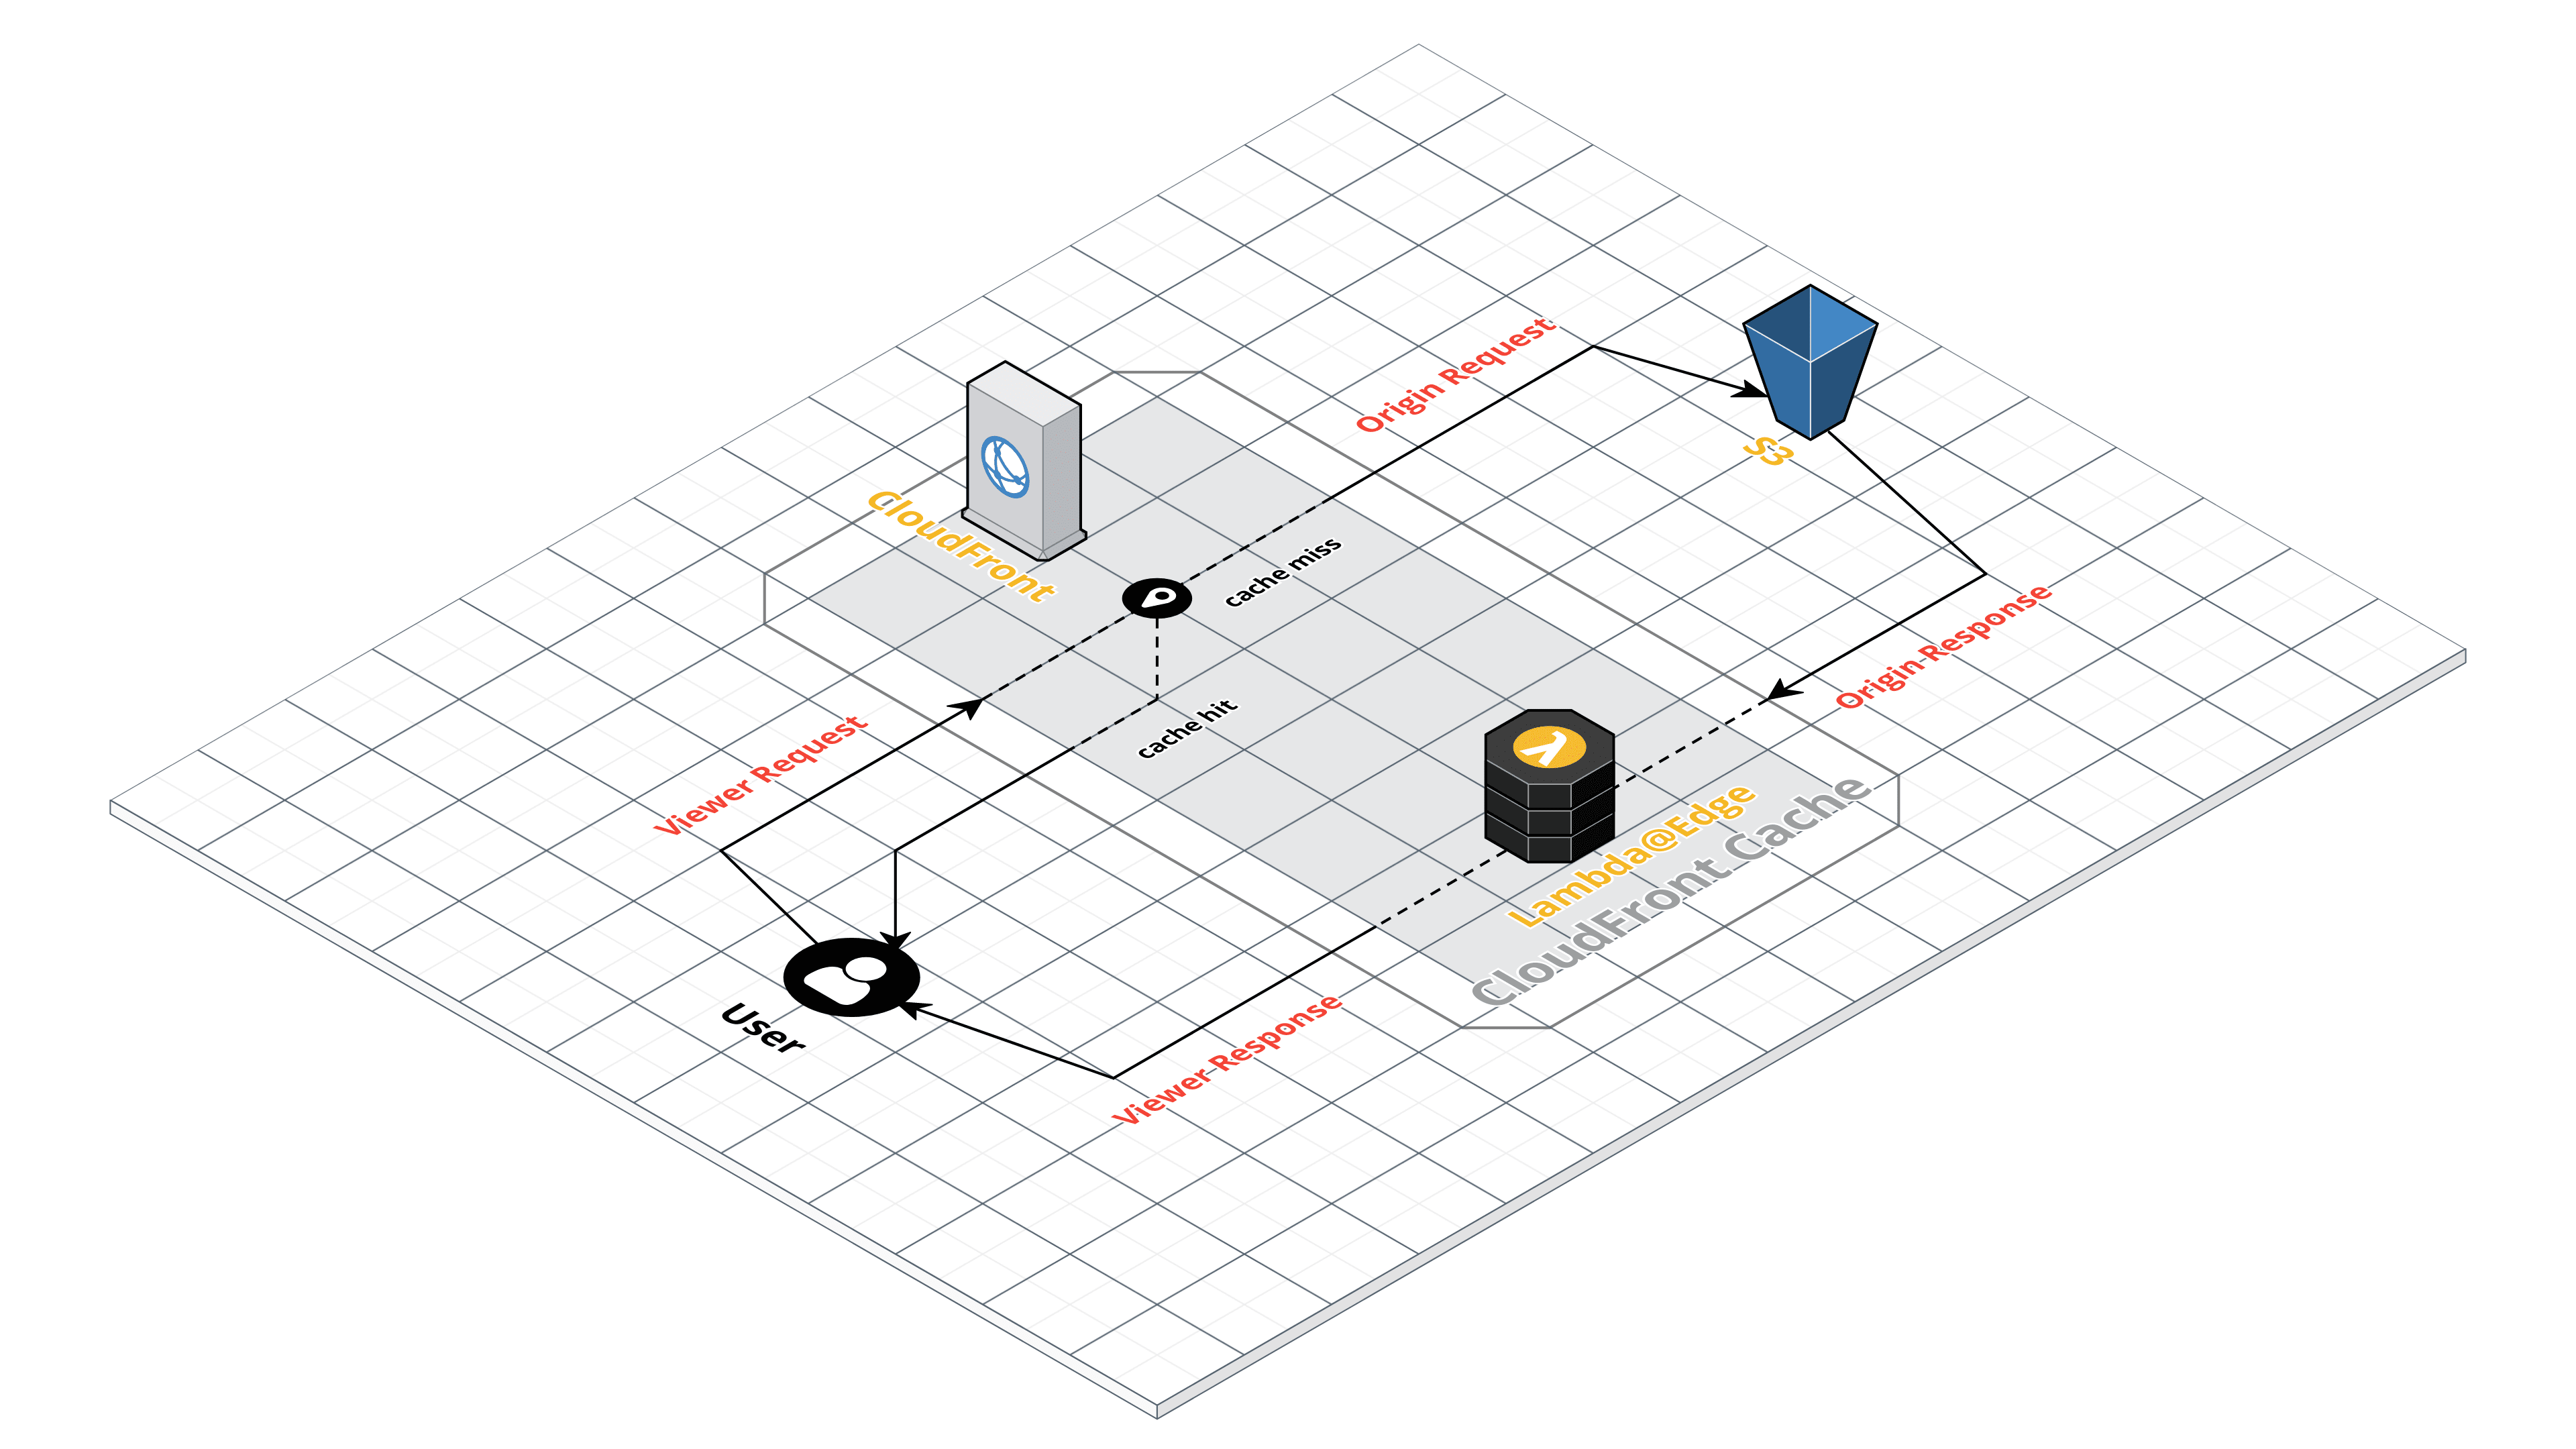 Origin Request
S3
CloudFront
cache miss
Origin Response
cache hit
Viewer Request
Lambda@Edge
CloudFront Cache
User
Viewer Response